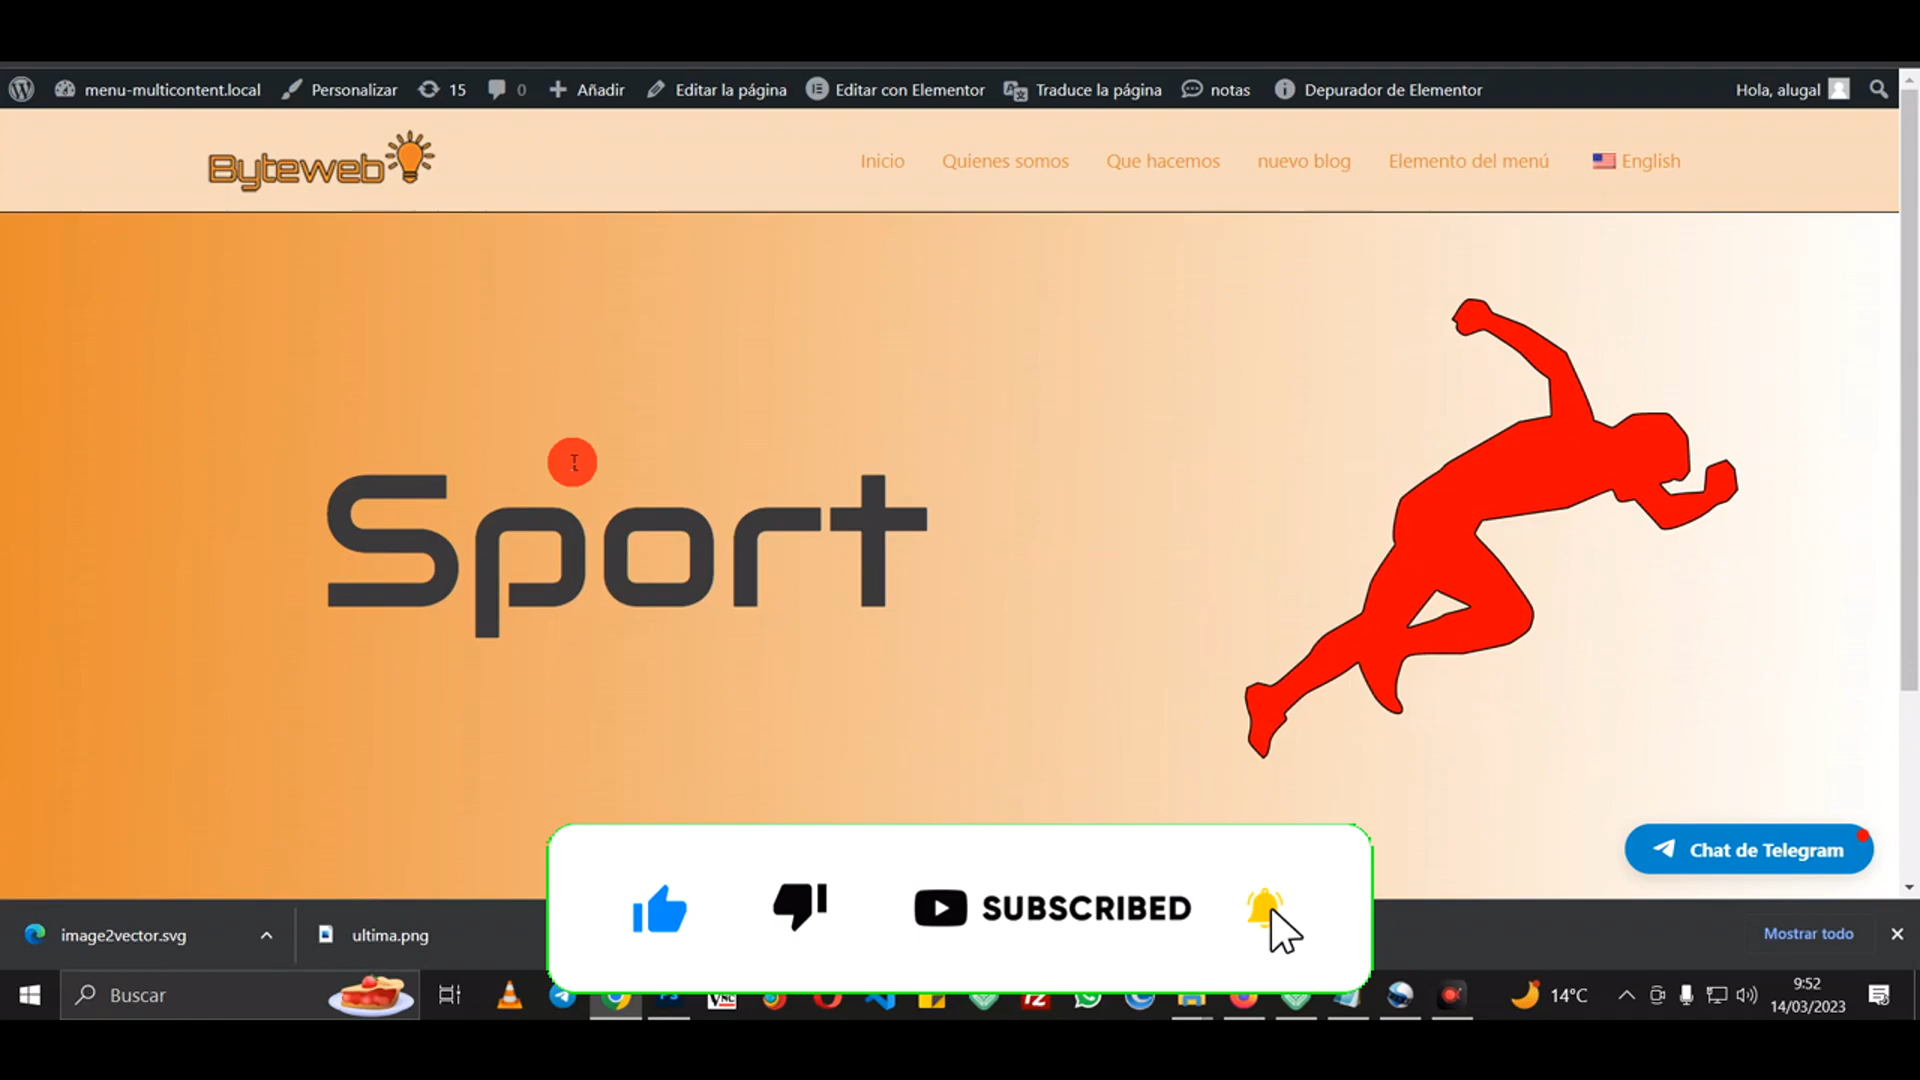 menu-multicontent.local Personalizar 15 0 Añadir Editar la página Editar con Elementor Traduce la página notas Depurador de Elementor Hola, alugal
Byteweb Inicio Quienes somos Que hacemos nuevo blog Elemento del menú English
Sport
Chat de Telegram
SUBSCRIBED
image2vector.svg ultima.png Mostrar todo
Buscar 14°C 9:52
14/03/2023